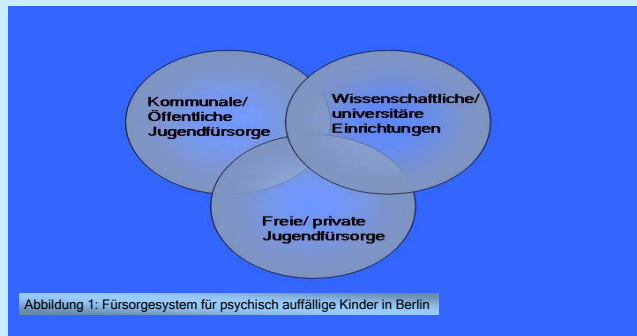 Kommunale/
Öffentliche
Jugendfürsorge
Wissenschaftliche/
universitäre
Einrichtungen
Freie/ private
Jugendfürsorge
Abbildung 1: Fürsorgesystem für psychisch auffällige Kinder in Berlin